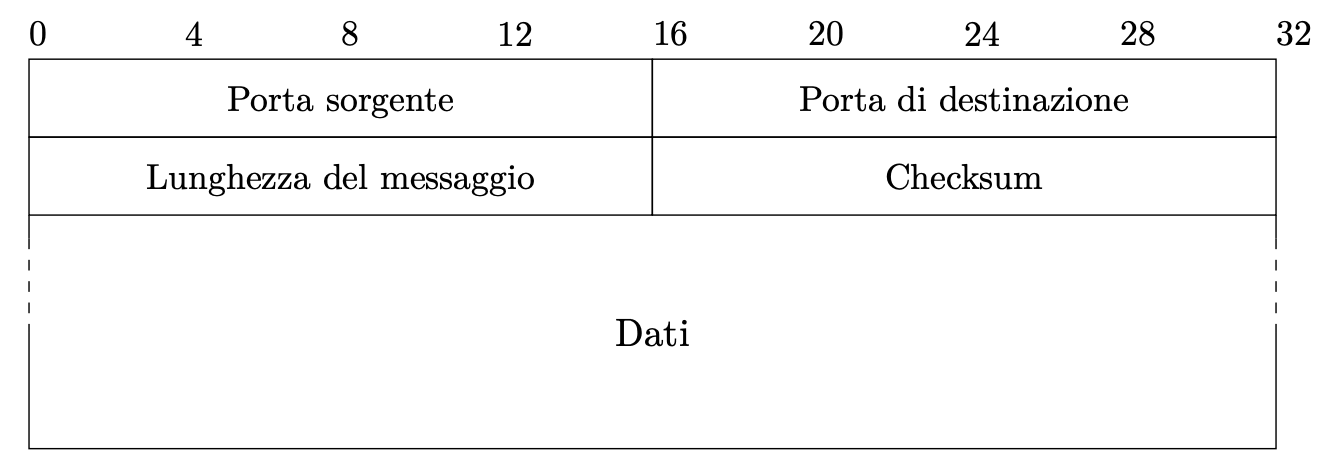 0 4 8 12 16 20 24 28 32
Porta sorgente Porta di destinazione
Lunghezza del messaggio Checksum
Dati